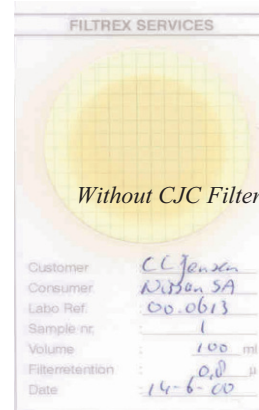 FILTREX SERVICES
Without CJC Filter
Customer CC Jensen
Consumer Nissan SA
Labo Ref. : 00.0613
Sample nr. : 1
Volume : 100 ml
Filterretention : 0,8 μ
Date : 14-6-00